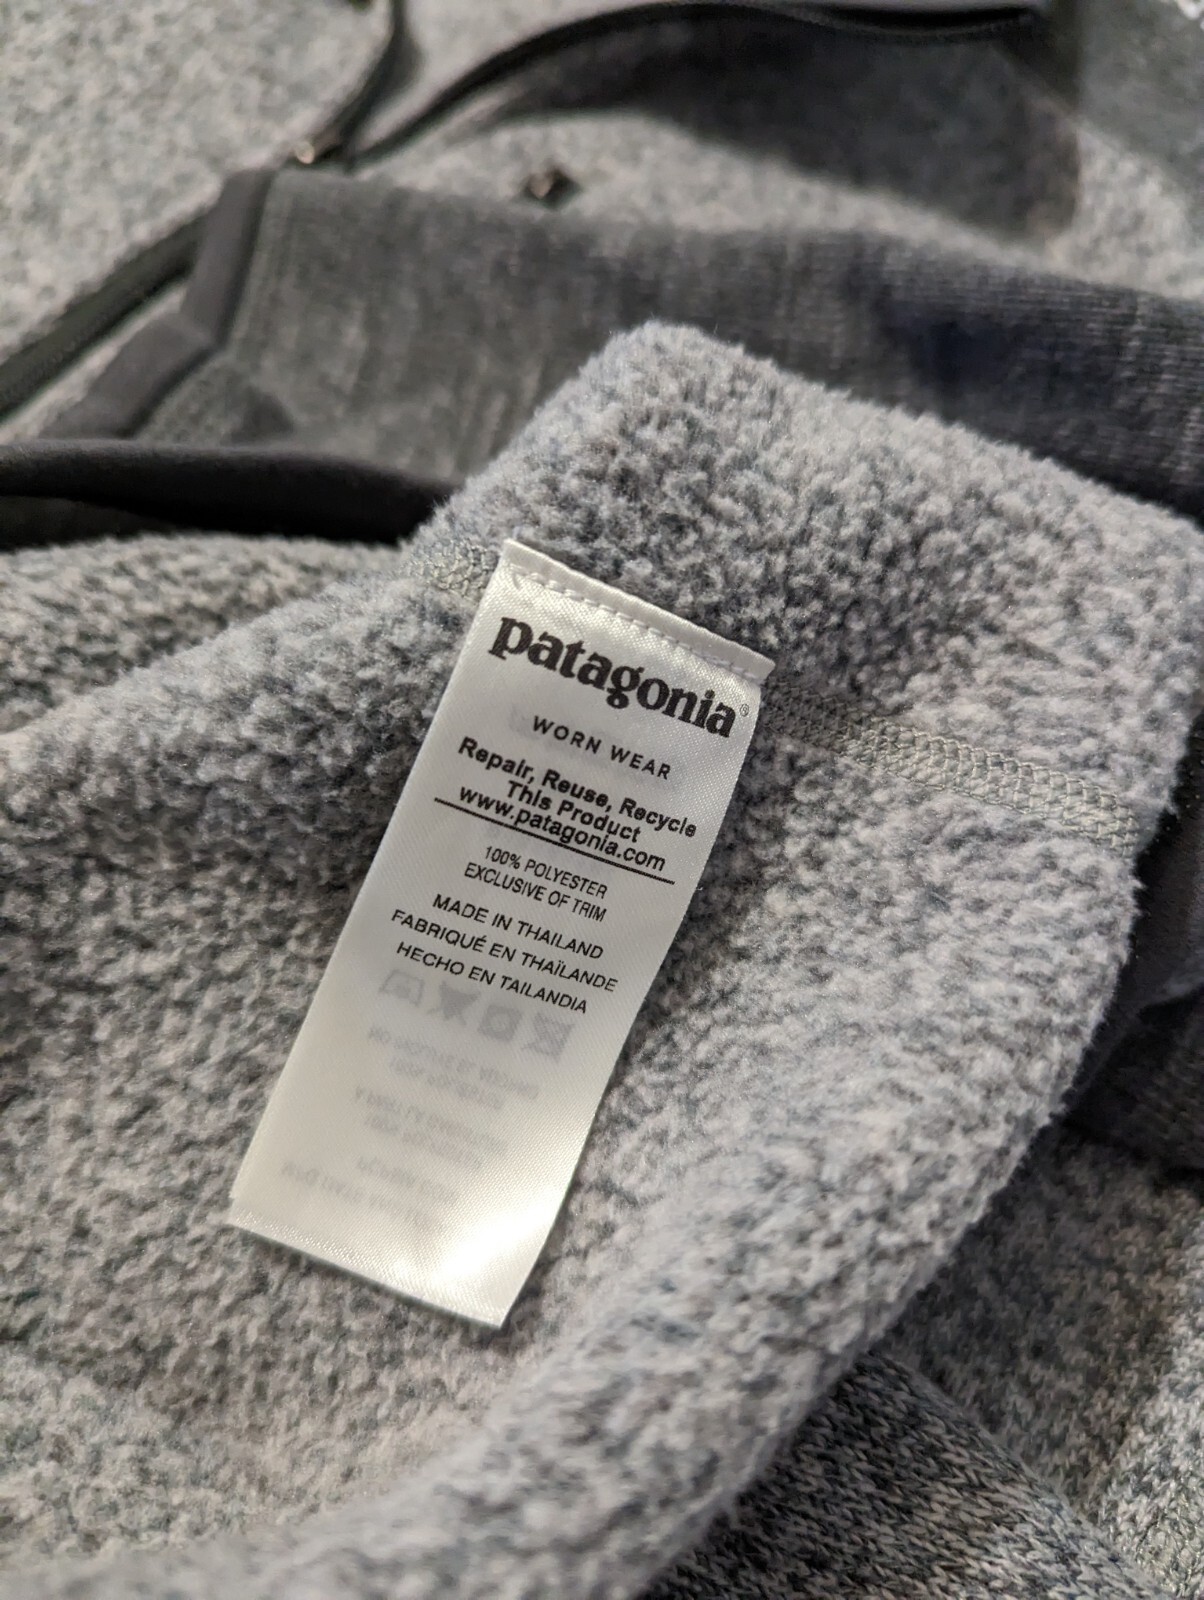 patagonia®
WORN WEAR
Repair, Reuse, Recycle
This Product
www.patagonia.com
100% POLYESTER
EXCLUSIVE OF TRIM
MADE IN THAILAND
FABRIQUÉ EN THAÏLANDE
HECHO EN TAILANDIA